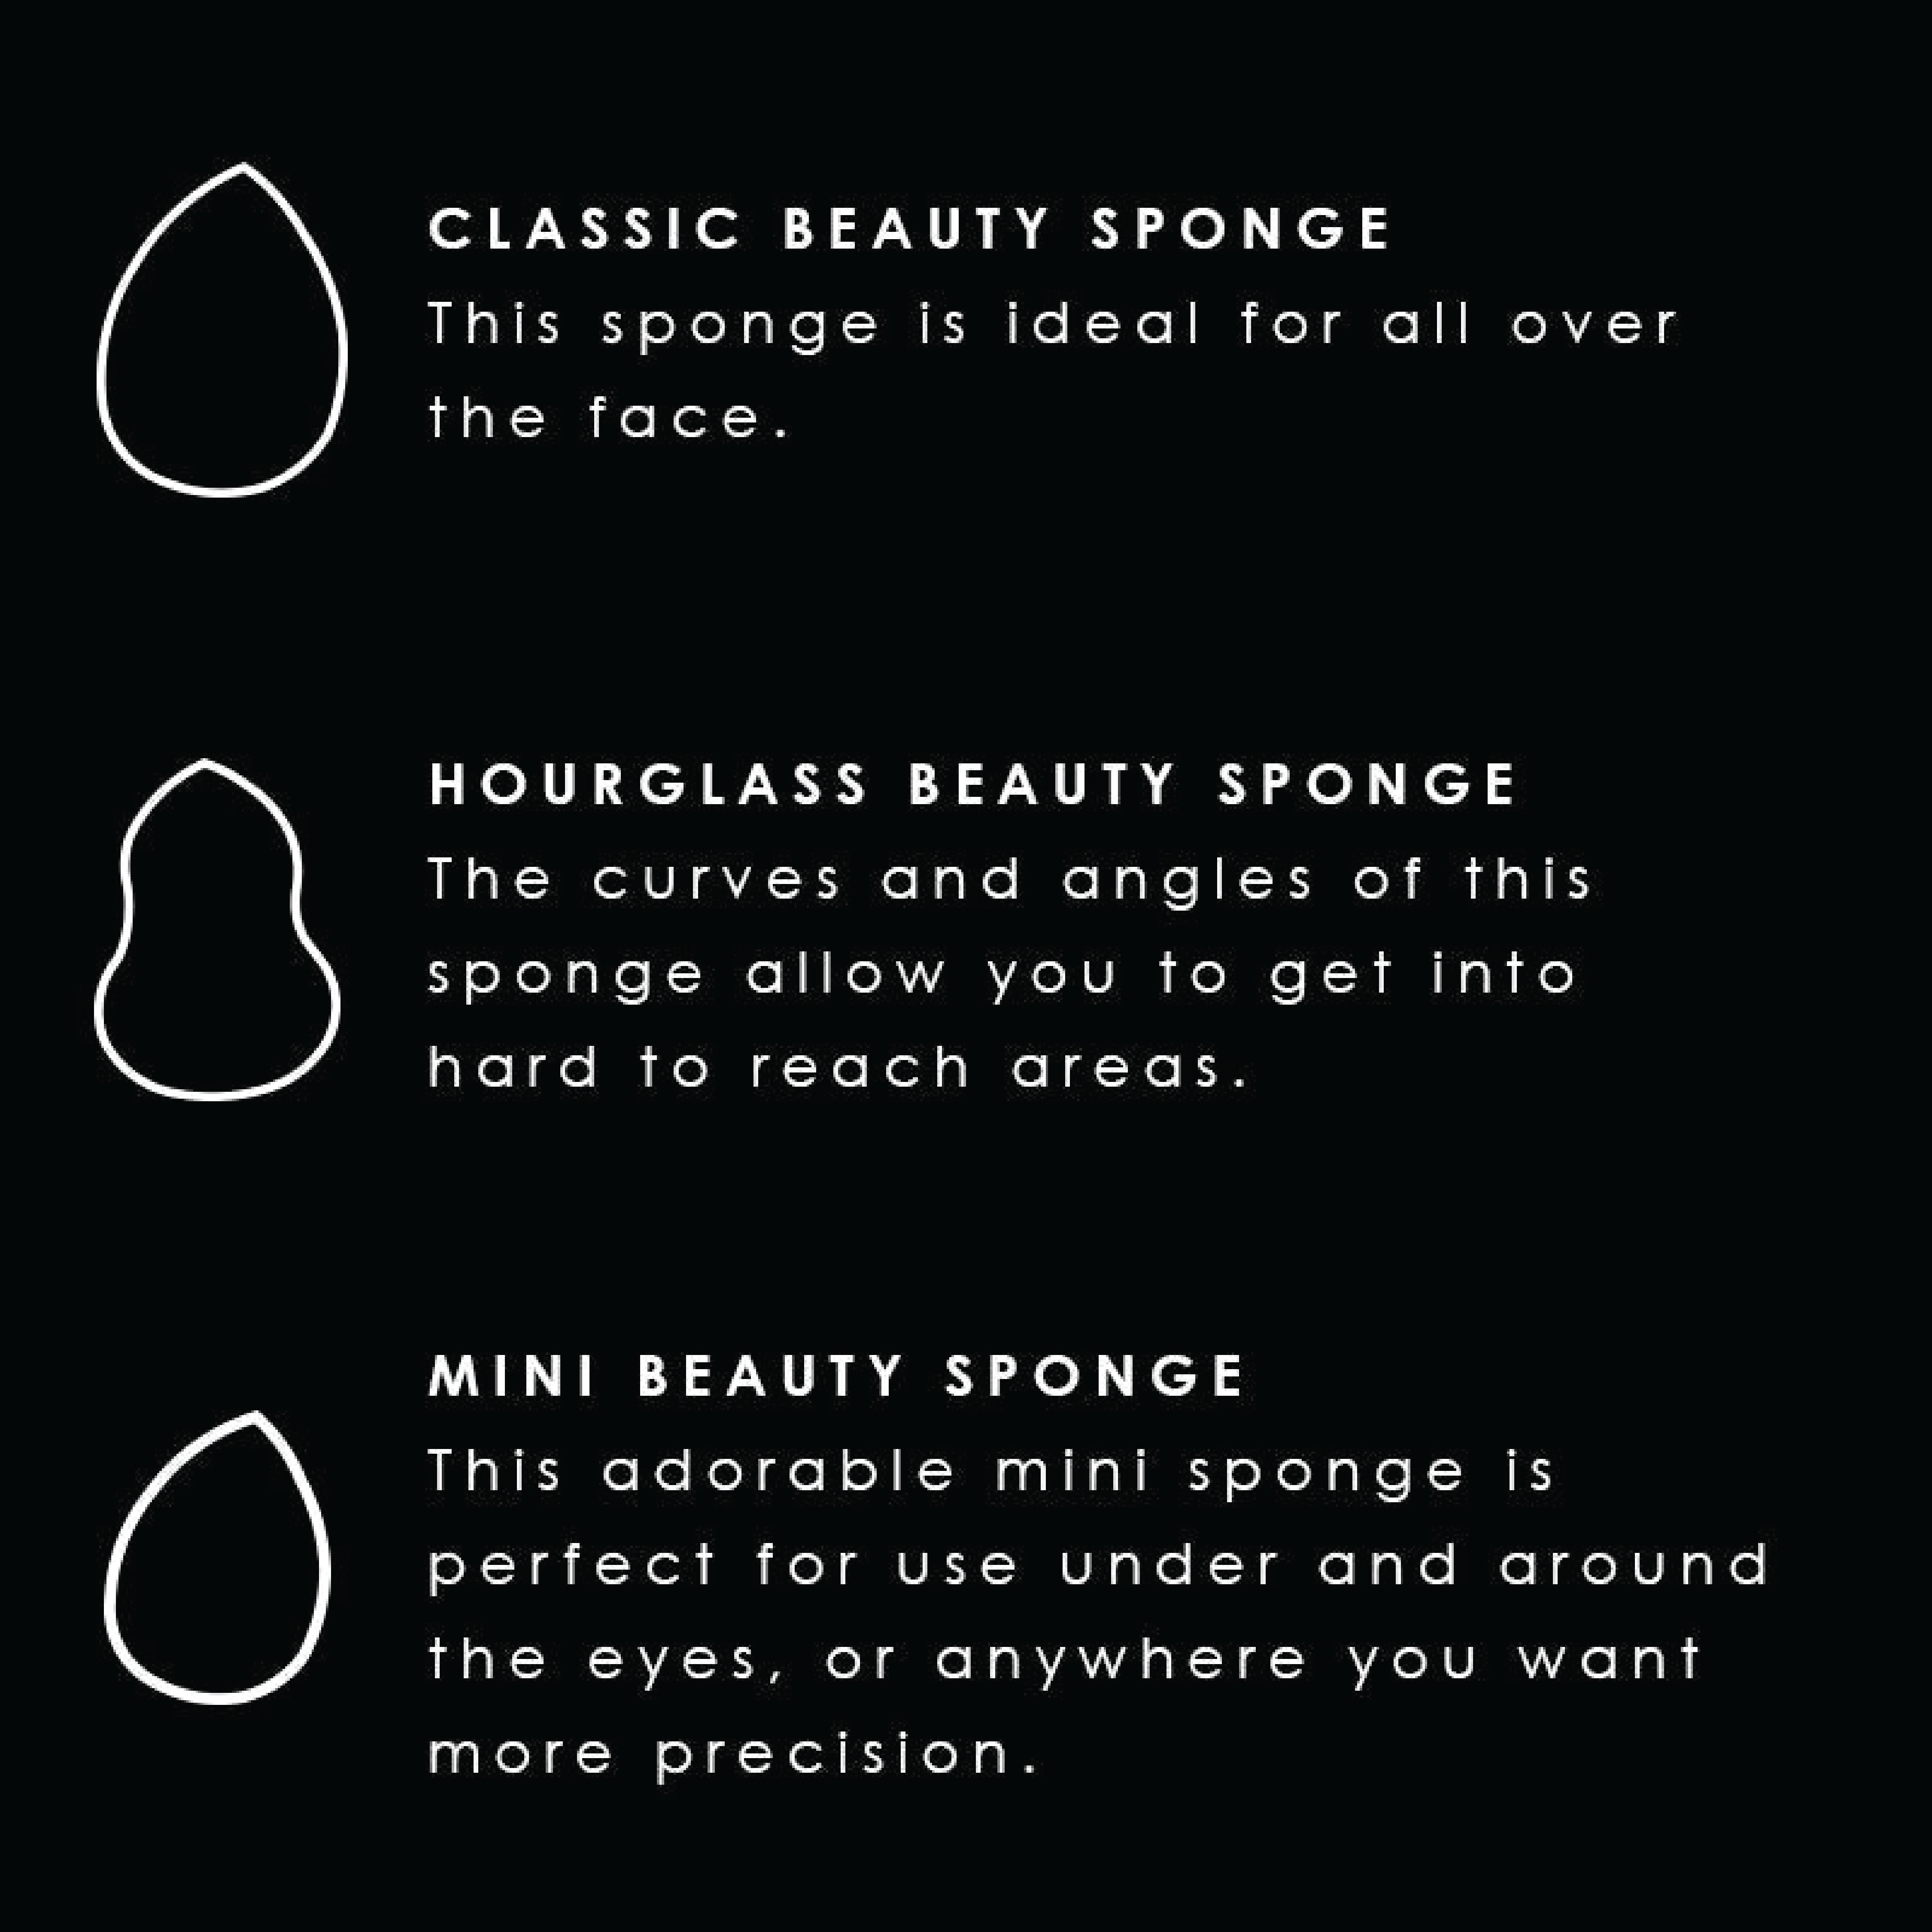 CLASSIC BEAUTY SPONGE
This sponge is ideal for all over
the face.
HOURGLASS BEAUTY SPONGE
The curves and angles of this
sponge allow you to get into
hard to reach areas.
MINI BEAUTY SPONGE
This adorable mini sponge is
perfect for use under and around
the eyes, or anywhere you want
more precision.